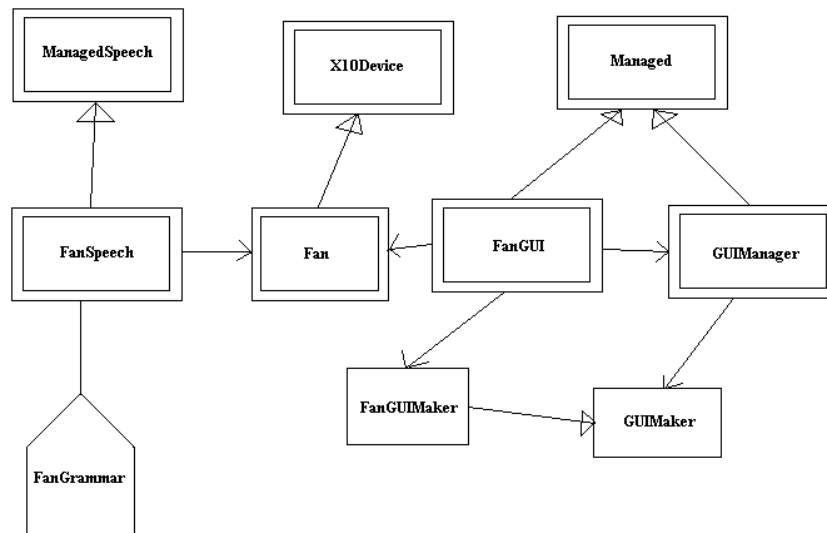 ManagedSpeech
X10Device
Managed
FanSpeech
Fan
FanGUI
GUIManager
FanGUIMaker
GUIMaker
FanGrammar